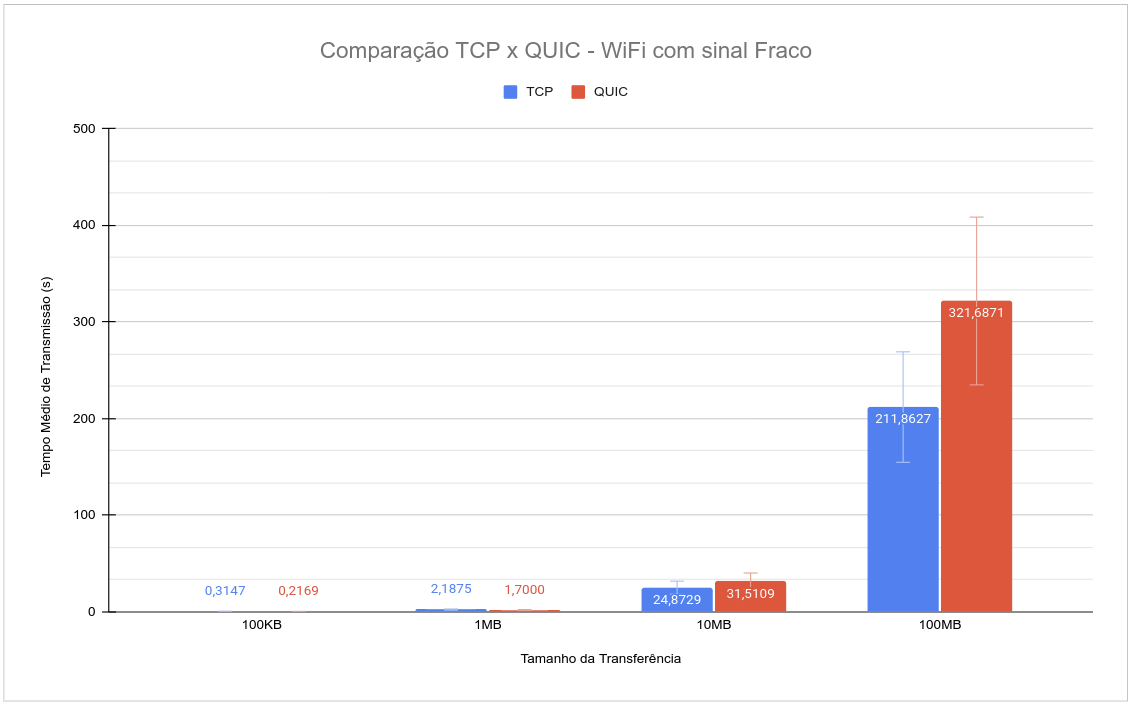 Comparação TCP x QUIC - WiFi com sinal Fraco
TCP QUIC
Tempo Médio de Transmissão (s)
500
400
300
200
100
0
0,3147 0,2169 2,1875 1,7000 24,8729 31,5109 211,8627 321,6871
100KB 1MB 10MB 100MB
Tamanho da Transferência